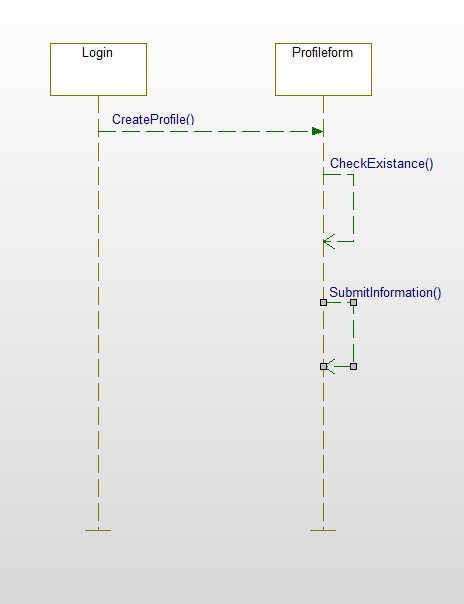 Login
Profileform
CreateProfile()
CheckExistance()
SubmitInformation()